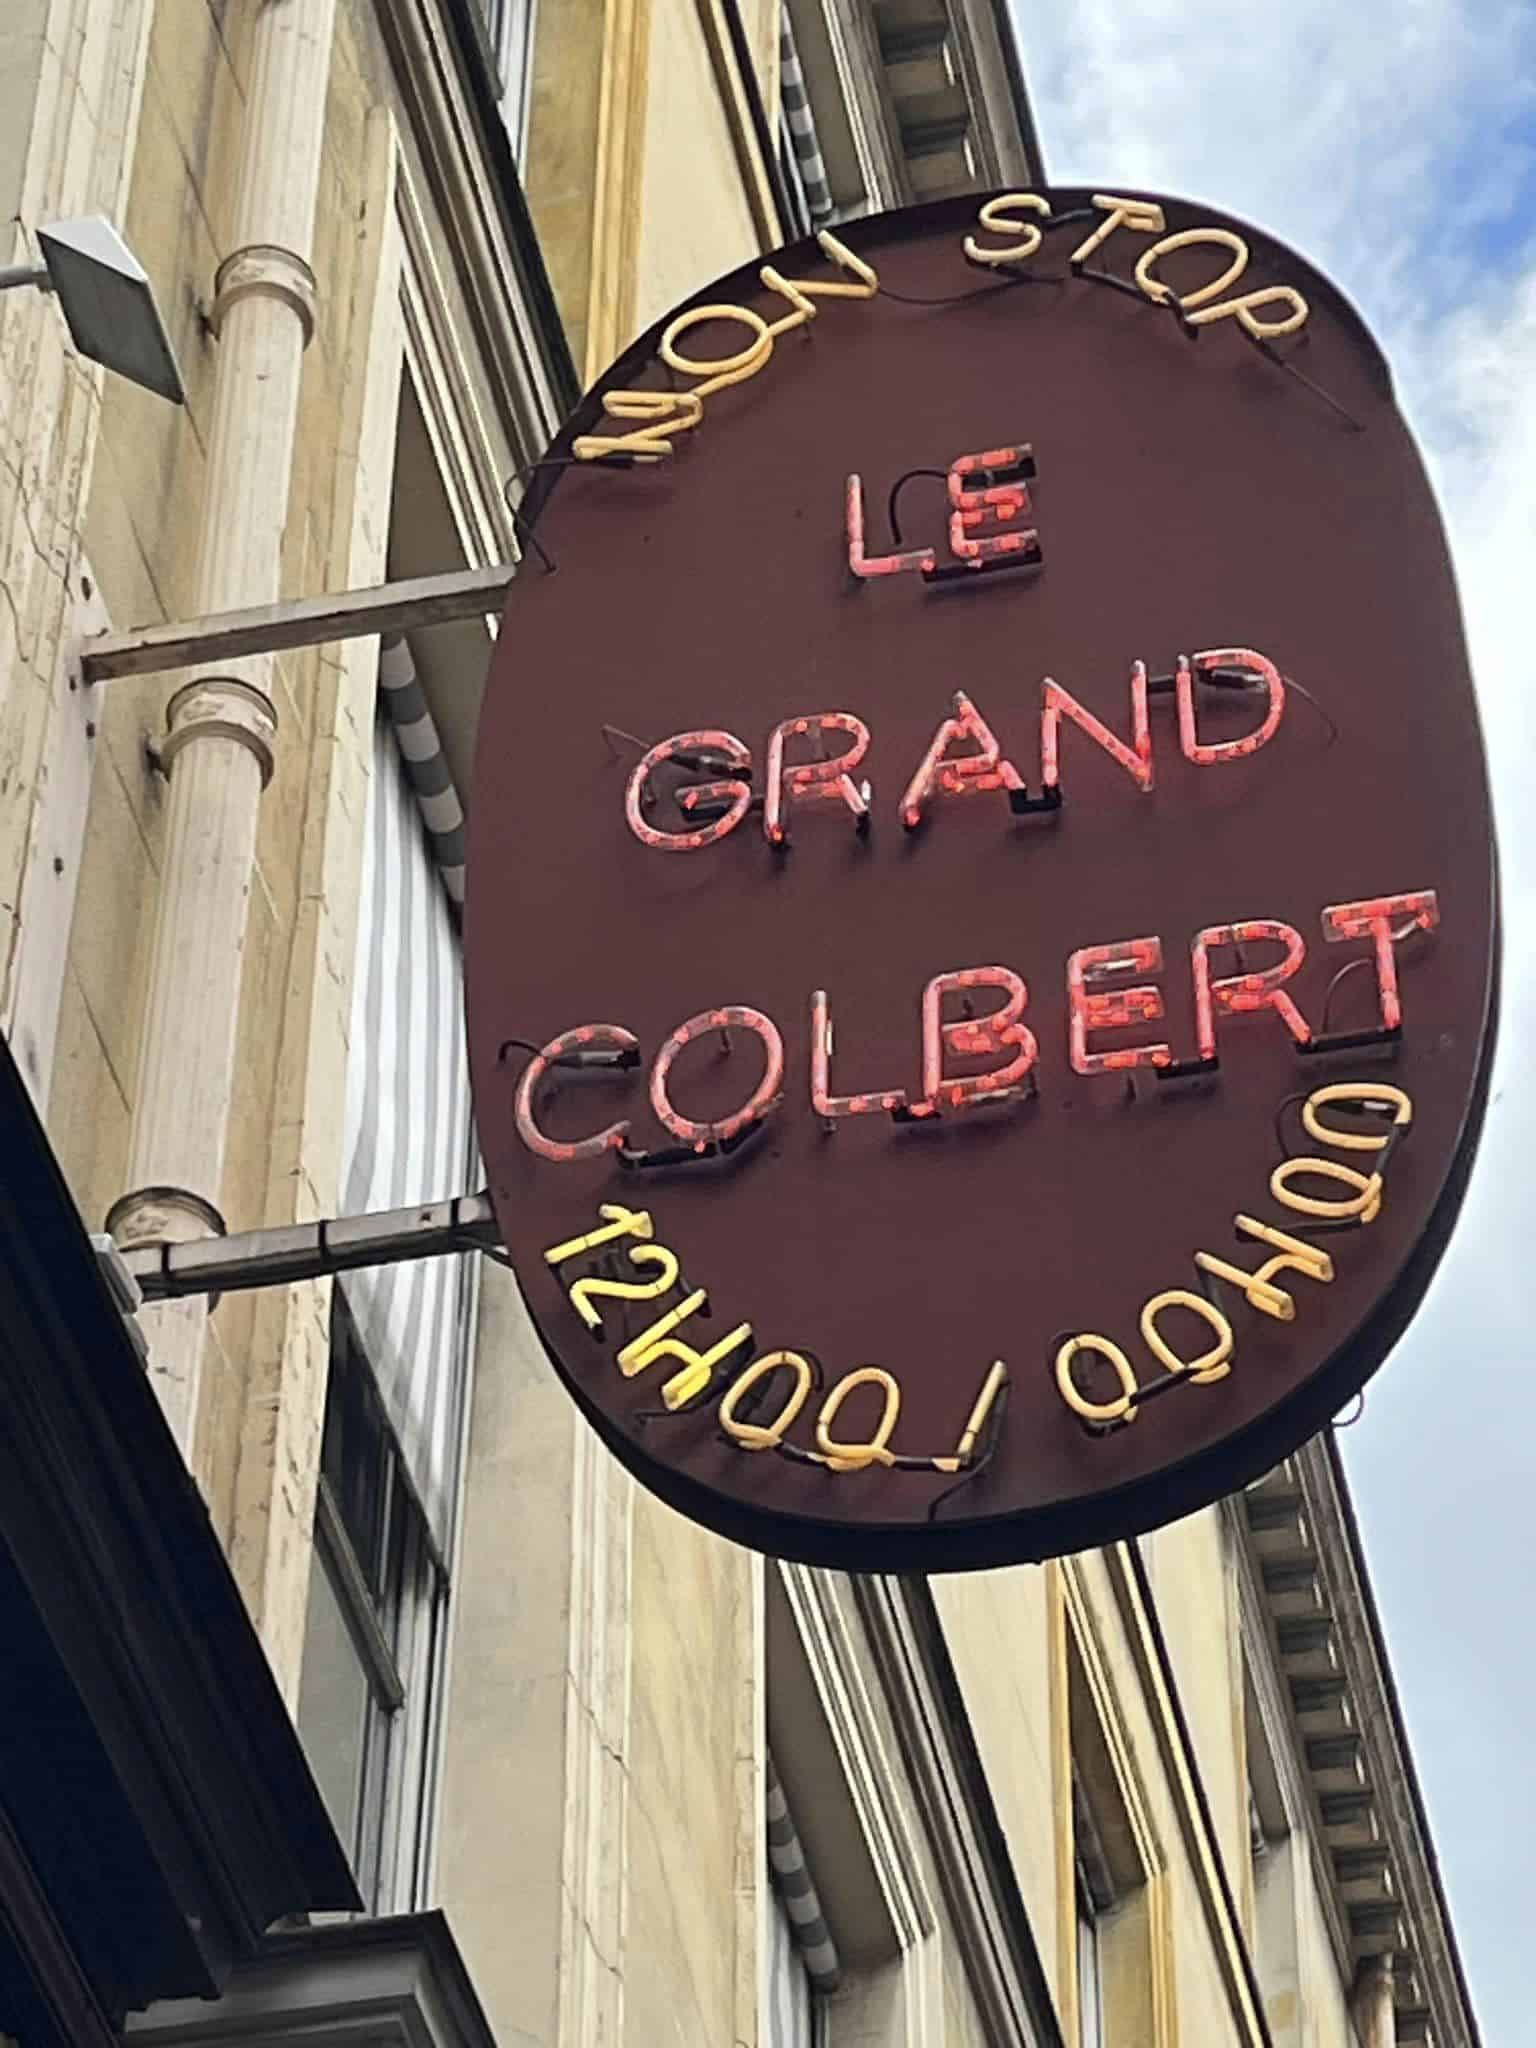 NON STOP
LE
GRAND
COLBERT
12H00 / 00H00